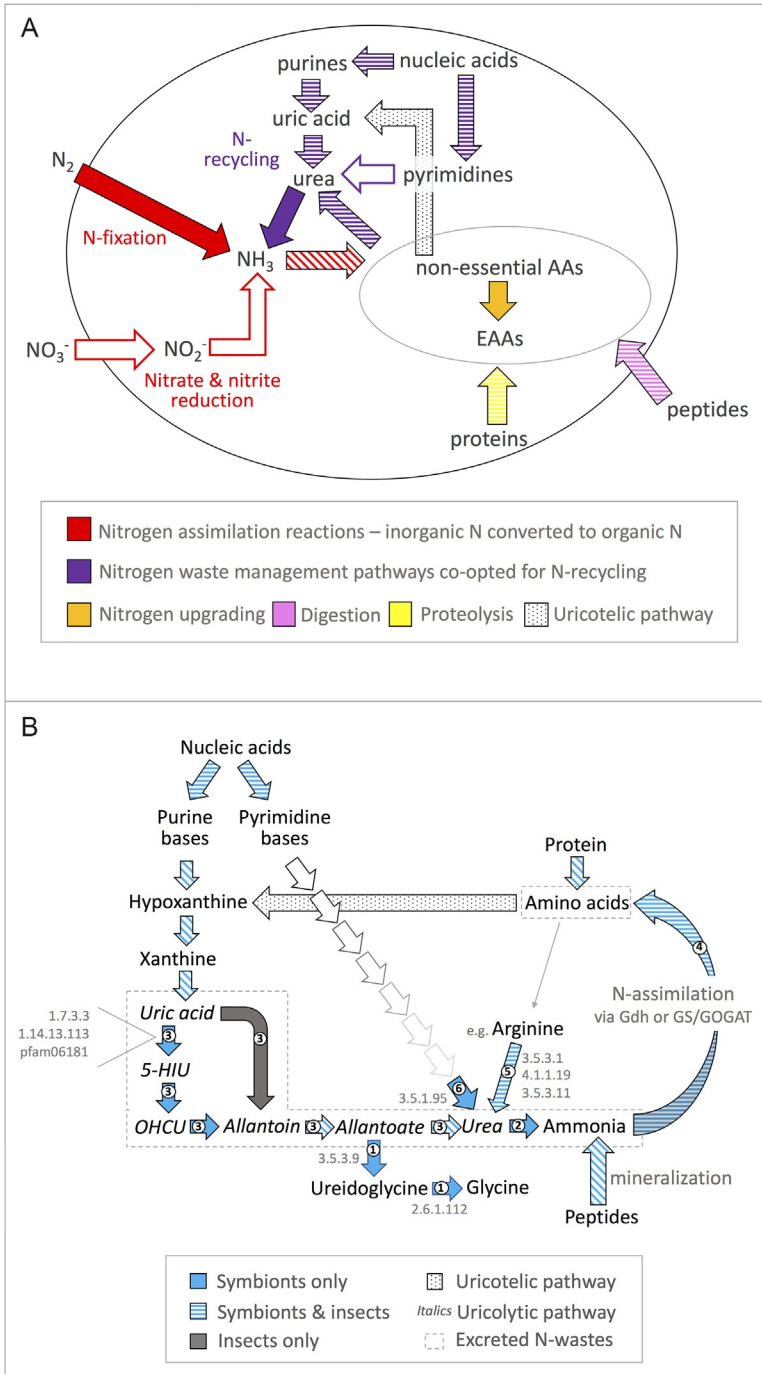 A
purines
nucleic acids
uric acid
N-
recycling
N2
urea
pyrimidines
N-fixation
NH3
non-essential AAs
EAAs
NO3-
NO2-
Nitrate & nitrite
reduction
peptides
proteins
Nitrogen assimilation reactions – inorganic N converted to organic N
Nitrogen waste management pathways co-opted for N-recycling
Nitrogen upgrading
Digestion
Proteolysis
Uricotelic pathway
B
Nucleic acids
Purine
bases
Pyrimidine
bases
Protein
Hypoxanthine
Amino acids
4
Xanthine
N-assimilation
via Gdh or GS/GOGAT
1.7.3.3
1.14.13.113
pfam06181
Uric acid
3
3
e.g. Arginine
5-HIU
3.5.3.1
4.1.1.19
3.5.3.11
5
3
3.5.1.95
6
OHCU
3
Allantoin
3
Allantoate
3
Urea
2
Ammonia
3.5.3.9
1
mineralization
Ureidoglycine
1
Glycine
2.6.1.112
Peptides
Symbionts only
Uricotelic pathway
Symbionts & insects
Italics Uricolytic pathway
Insects only
Excreted N-wastes